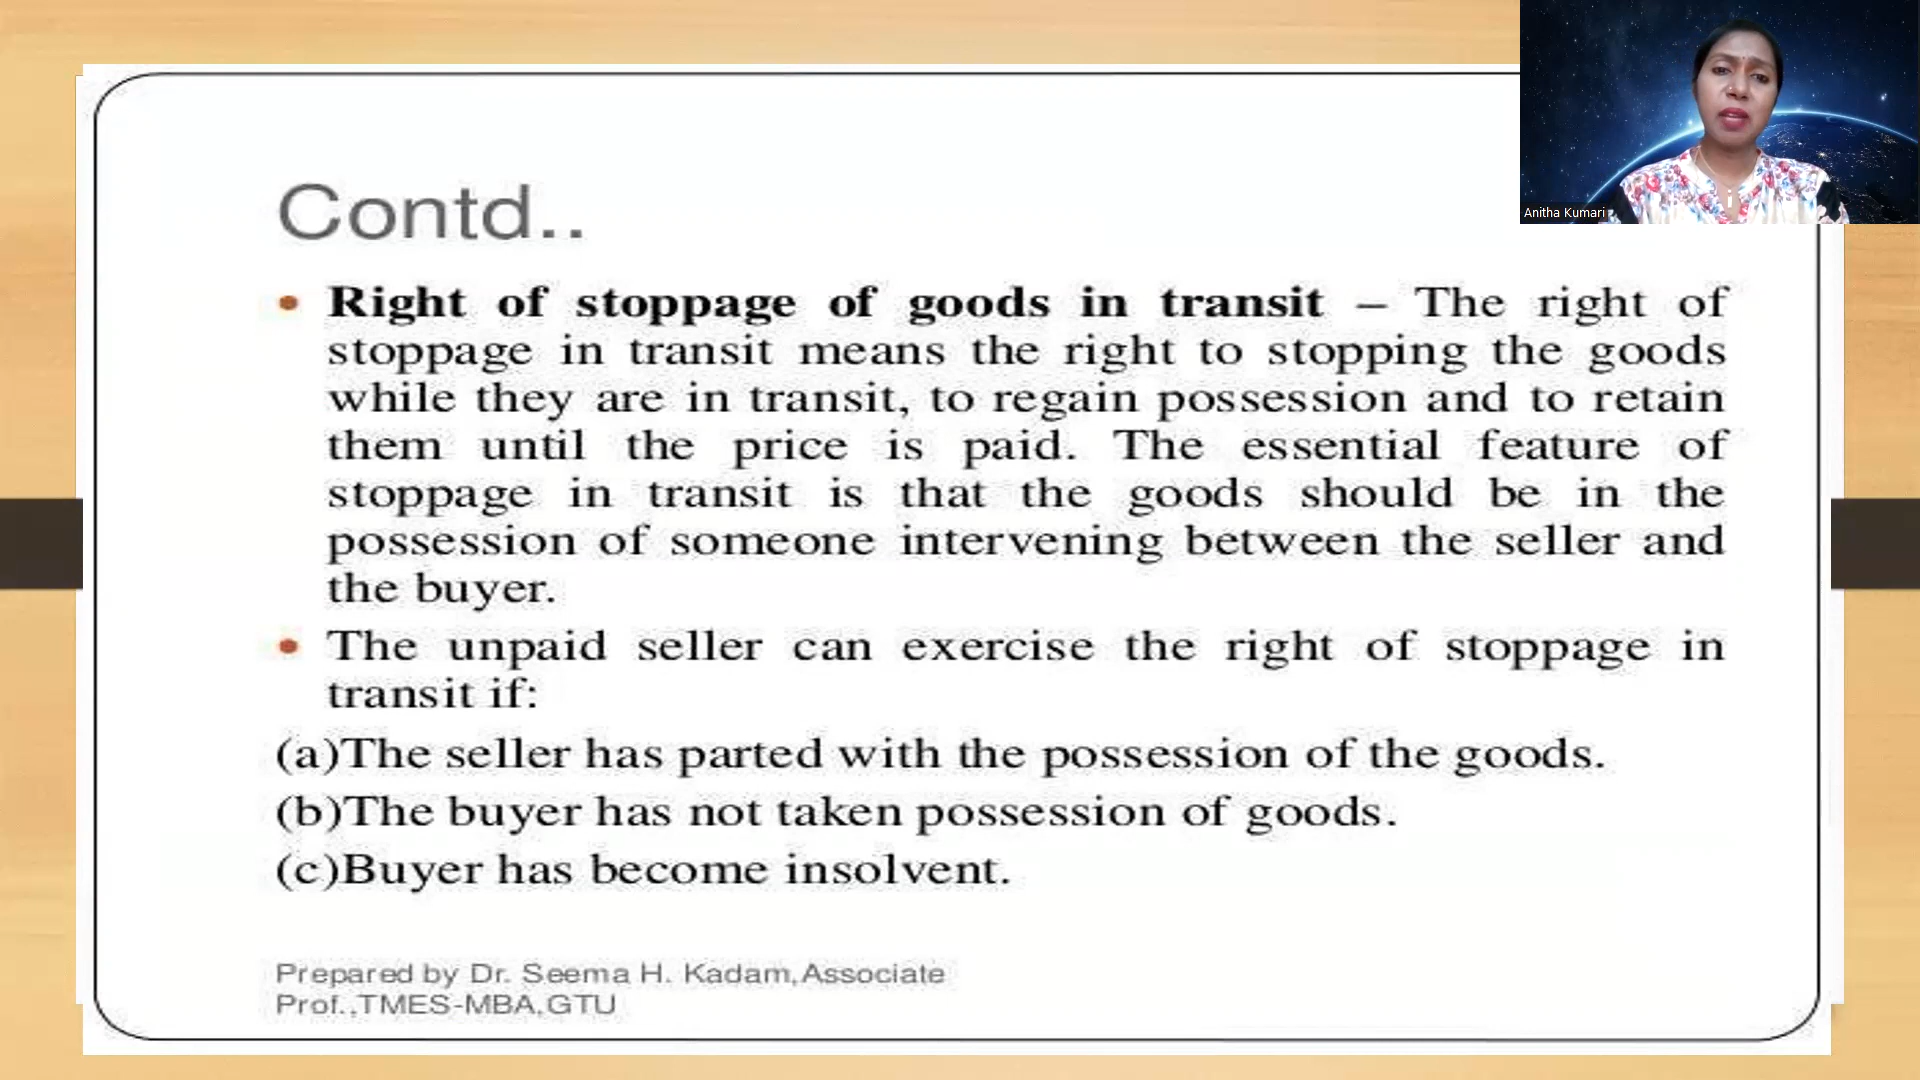 Contd..
Right of stoppage of goods in transit – The right of
stoppage in transit means the right to stopping the goods
while they are in transit, to regain possession and to retain
them until the price is paid. The essential feature of
stoppage in transit is that the goods should be in the
possession of someone intervening between the seller and
the buyer.
The unpaid seller can exercise the right of stoppage in
transit if:
(a)The seller has parted with the possession of the goods.
(b)The buyer has not taken possession of goods.
(c)Buyer has become insolvent.
Prepared by Dr. Seema H. Kadam,Associate
Prof.,TMES-MBA,GTU
Anitha Kumari